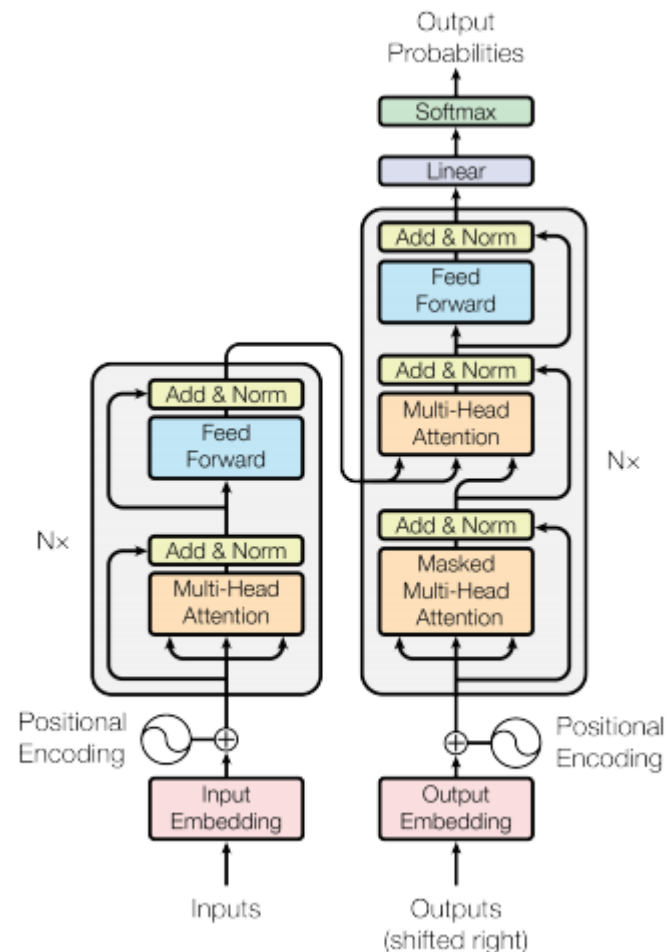 Output
Probabilities
Softmax
Linear
Add & Norm
Feed
Forward
Add & Norm
Multi-Head
Attention
Nx
Add & Norm
Masked
Multi-Head
Attention
Add & Norm
Feed
Forward
Nx
Add & Norm
Multi-Head
Attention
Positional
Encoding
Positional
Encoding
Input
Embedding
Output
Embedding
Inputs
Outputs
(shifted right)